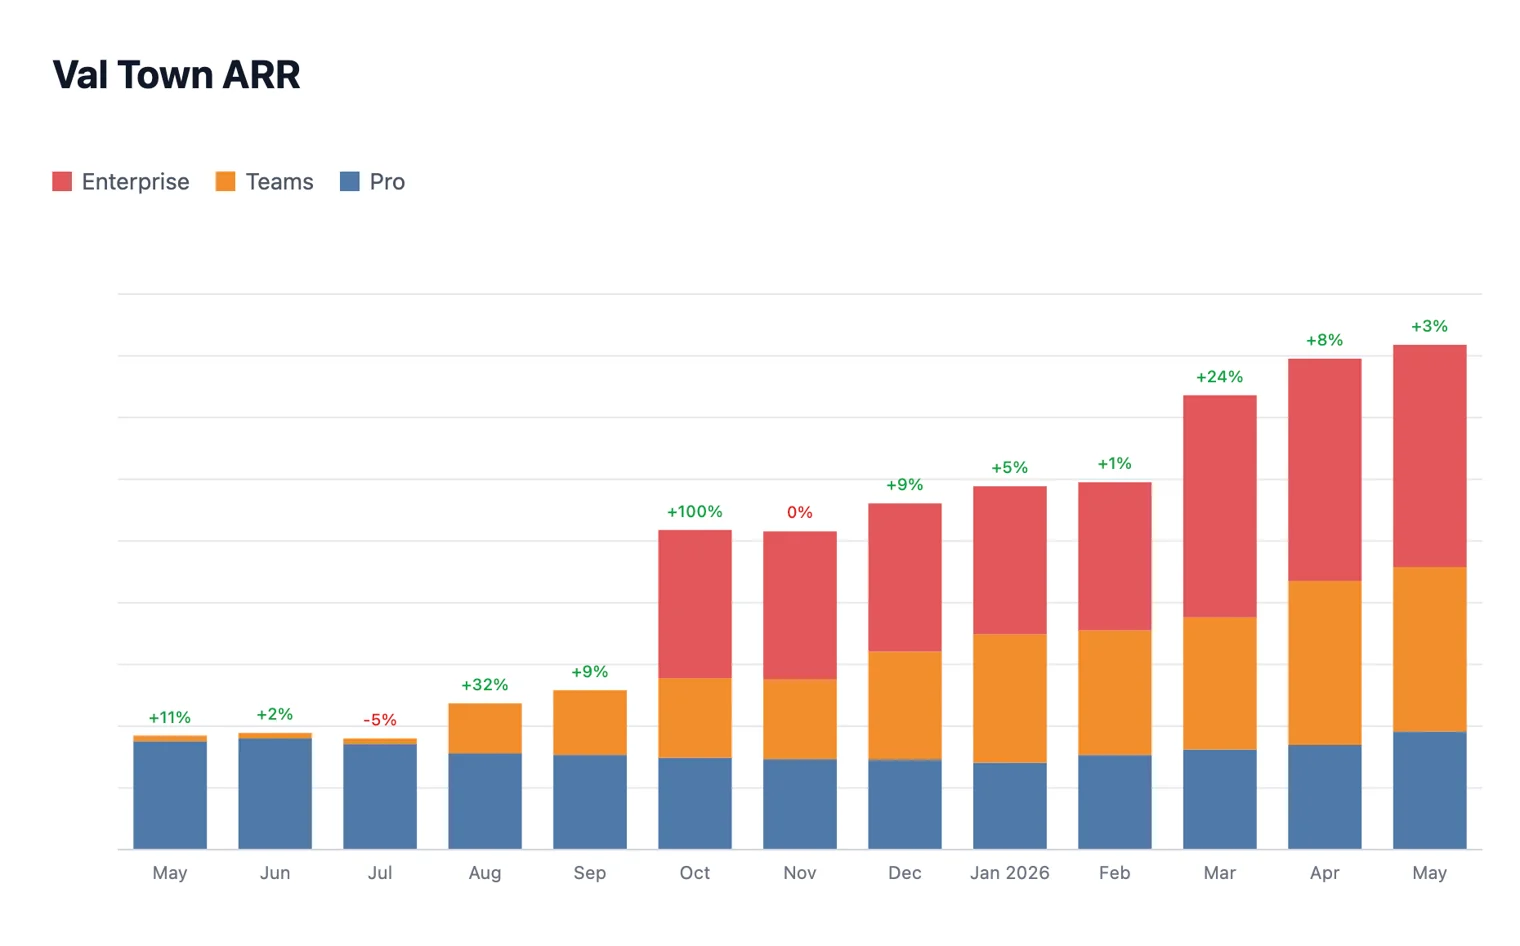 Val Town ARR
Enterprise Teams Pro
+11% +2% -5% +32% +9% +100% 0% +9% +5% +1% +24% +8% +3%
May Jun Jul Aug Sep Oct Nov Dec Jan 2026 Feb Mar Apr May